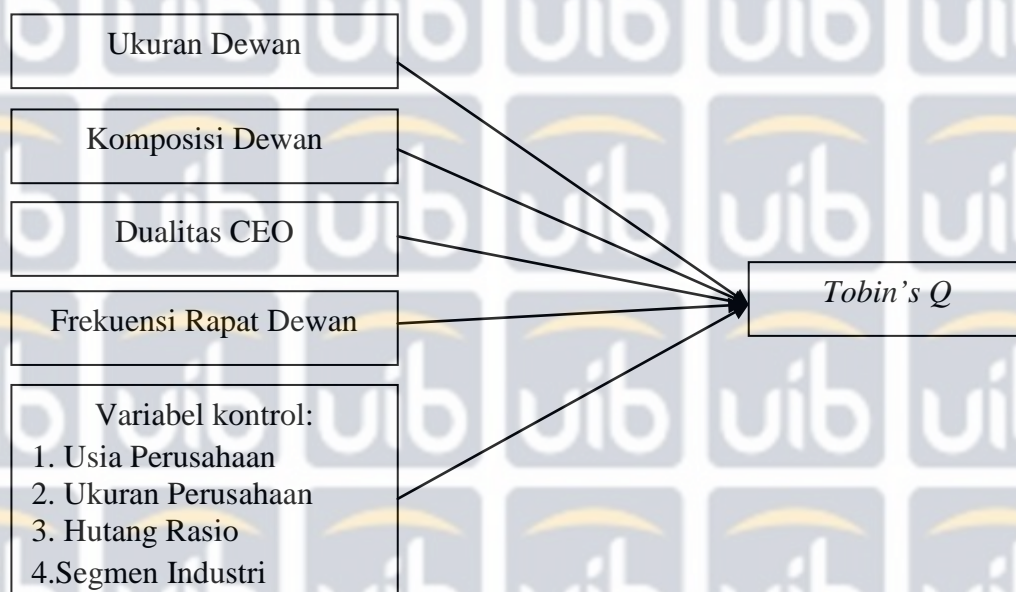 Ukuran Dewan
Komposisi Dewan
Dualitas CEO
Frekuensi Rapat Dewan
Variabel kontrol:
1. Usia Perusahaan
2. Ukuran Perusahaan
3. Hutang Rasio
4.Segmen Industri
Tobin's Q